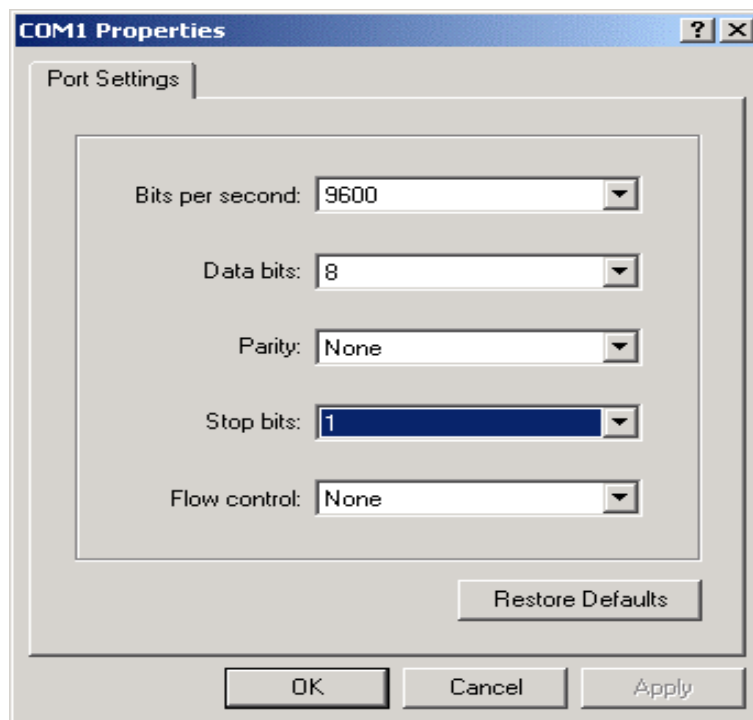 COM1 Properties
Port Settings
Bits per second: 9600
Data bits: 8
Parity: None
Stop bits: 1
Flow control: None
Restore Defaults
OK Cancel Apply